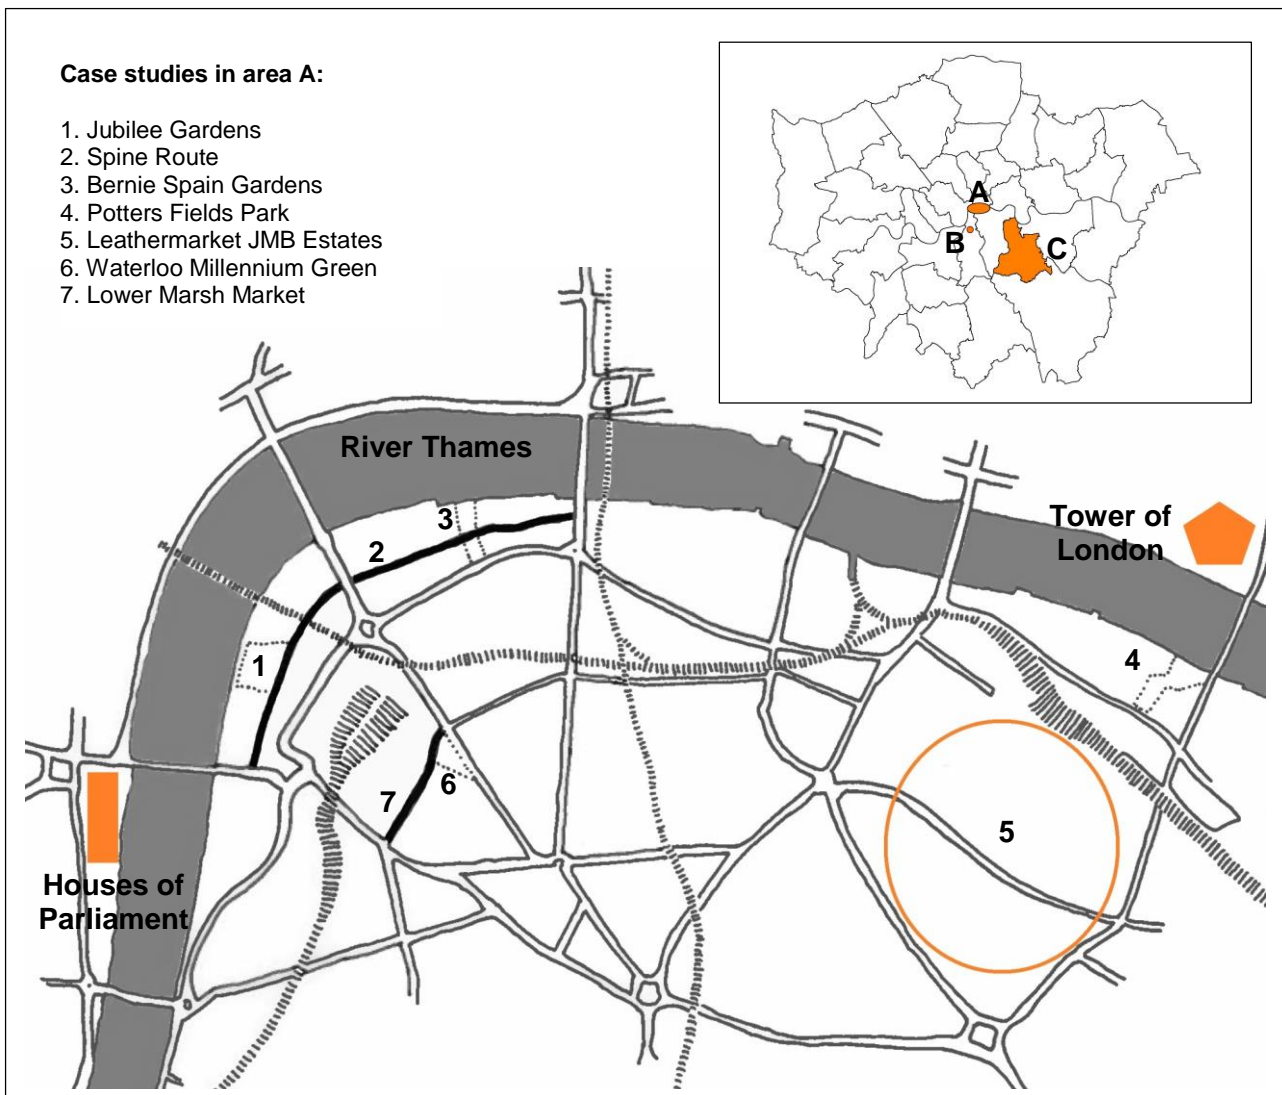 Case studies in area A:
1. Jubilee Gardens
2. Spine Route
3. Bernie Spain Gardens
4. Potters Fields Park
5. Leathermarket JMB Estates
6. Waterloo Millennium Green
7. Lower Marsh Market
A
B
C
River Thames
Tower of
London
3
2
1
4
6
7
5
Houses of
Parliament